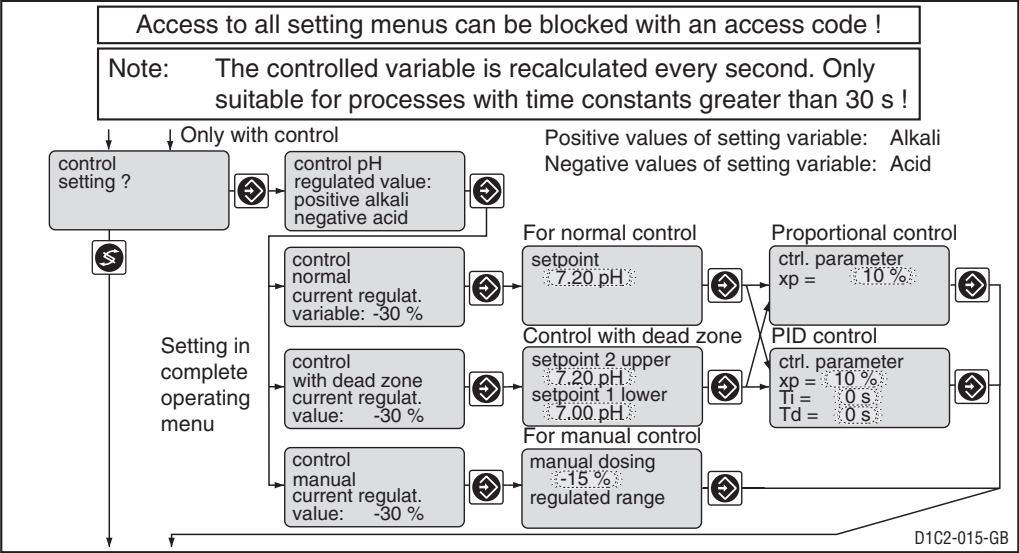 Access to all setting menus can be blocked with an access code !
Note: The controlled variable is recalculated every second. Only
suitable for processes with time constants greater than 30 s !
Only with control
Positive values of setting variable: Alkali
Negative values of setting variable: Acid
control
setting ?
control pH
regulated value:
positive alkali
negative acid
For normal control
Proportional control
control
normal
current regulat.
variable: -30 %
setpoint
7.20 pH
ctrl. parameter
xp = 10 %
Setting in
complete
operating
menu
Control with dead zone
PID control
control
with dead zone
current regulat.
value: -30 %
setpoint 2 upper
7.20 pH
setpoint 1 lower
7.00 pH
ctrl. parameter
xp = 10 %
Ti = 0 s
Td = 0 s
For manual control
control
manual
current regulat.
value: -30 %
manual dosing
-15 %
regulated range
D1C2-015-GB